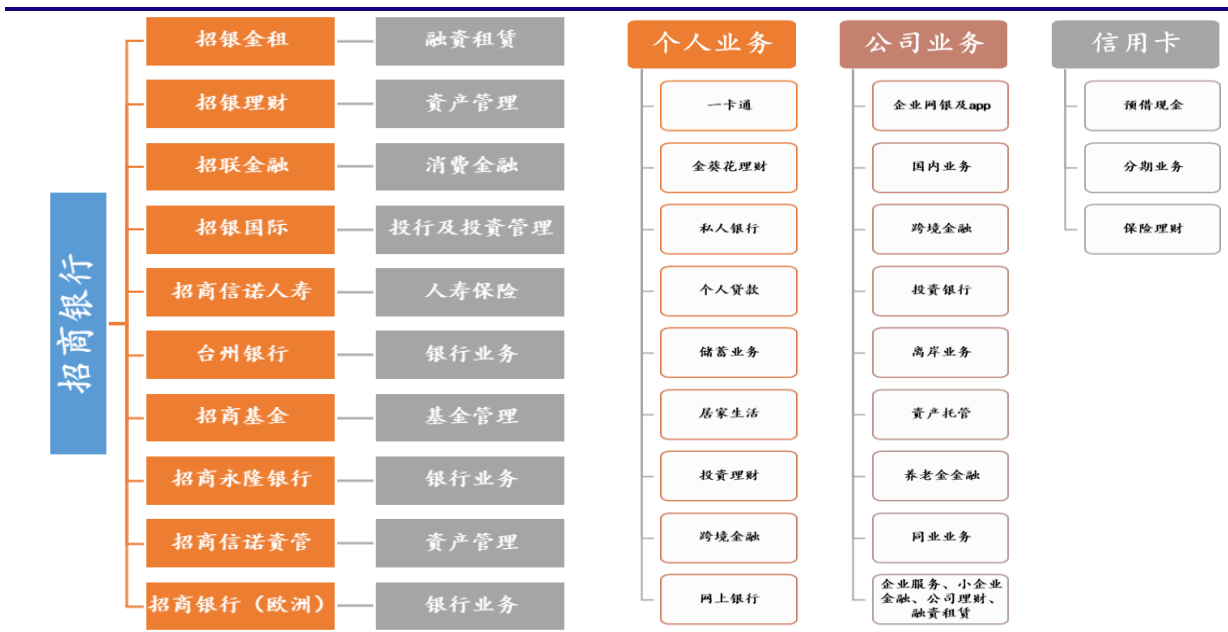 招商银行
招银金租
融资租赁
招银理财
资产管理
招联金融
消费金融
招银国际
投行及投资管理
招商信诺人寿
人寿保险
台州银行
银行业务
招商基金
基金管理
招商永隆银行
银行业务
招商信诺资管
资产管理
招商银行（欧洲）
银行业务
个人业务
一卡通
金葵花理财
私人银行
个人贷款
储蓄业务
居家生活
投资理财
跨境金融
网上银行
公司业务
企业网银及app
国内业务
跨境金融
投资银行
离岸业务
资产托管
养老金金融
同业业务
企业服务、小企业
金融、公司理财、
融资租赁
信用卡
预借现金
分期业务
保险理财